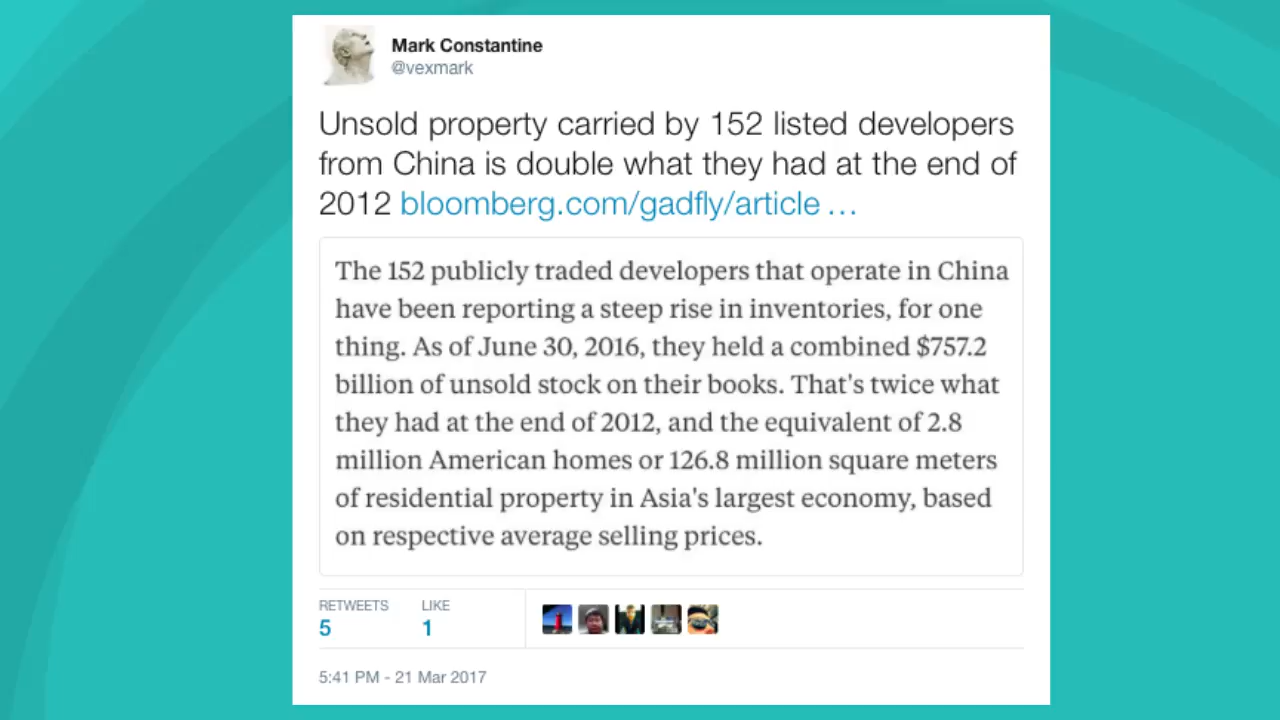 Mark Constantine
@vexmark
Unsold property carried by 152 listed developers
from China is double what they had at the end of
2012 bloomberg.com/gadfly/article …
The 152 publicly traded developers that operate in China
have been reporting a steep rise in inventories, for one
thing. As of June 30, 2016, they held a combined $757.2
billion of unsold stock on their books. That's twice what
they had at the end of 2012, and the equivalent of 2.8
million American homes or 126.8 million square meters
of residential property in Asia's largest economy, based
on respective average selling prices.
RETWEETS LIKE
5 1
5:41 PM - 21 Mar 2017